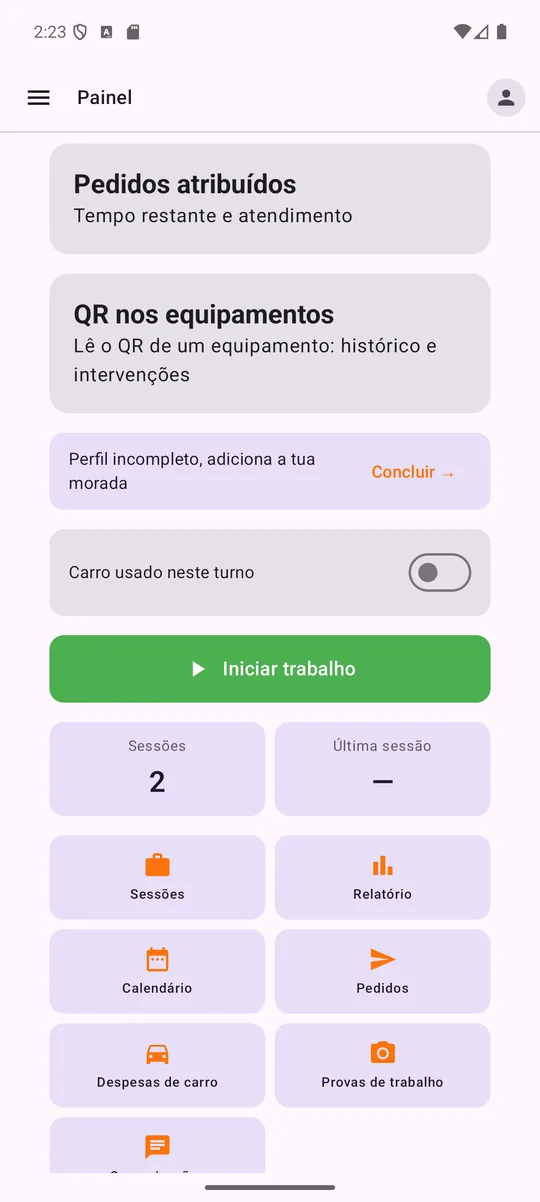 2:23
Painel
Pedidos atribuídos
Tempo restante e atendimento
QR nos equipamentos
Lê o QR de um equipamento: histórico e
intervenções
Perfil incompleto, adiciona a tua
morada
Concluir →
Carro usado neste turno
Iniciar trabalho
Sessões
2
Última sessão
—
Sessões
Relatório
Calendário
Pedidos
Despesas de carro
Provas de trabalho